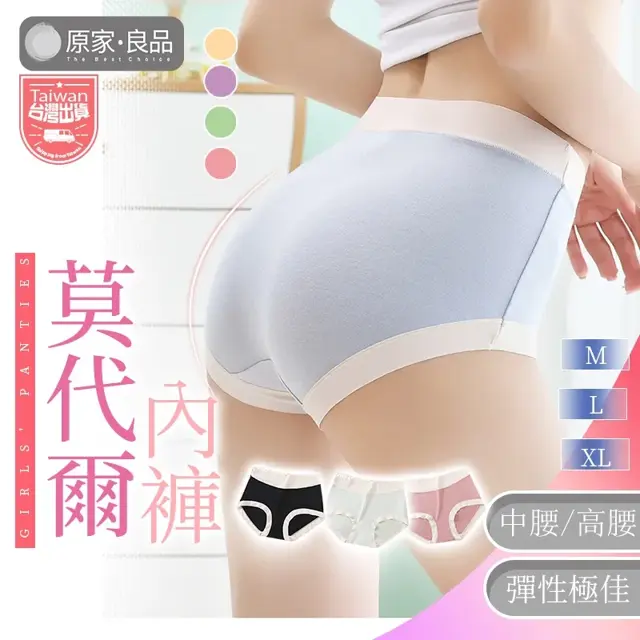 原家·良品
The Best Choice
Taiwan
台灣出貨
GIRLS' PANTIES
莫代爾
內褲
M
L
XL
中腰/高腰
彈性極佳